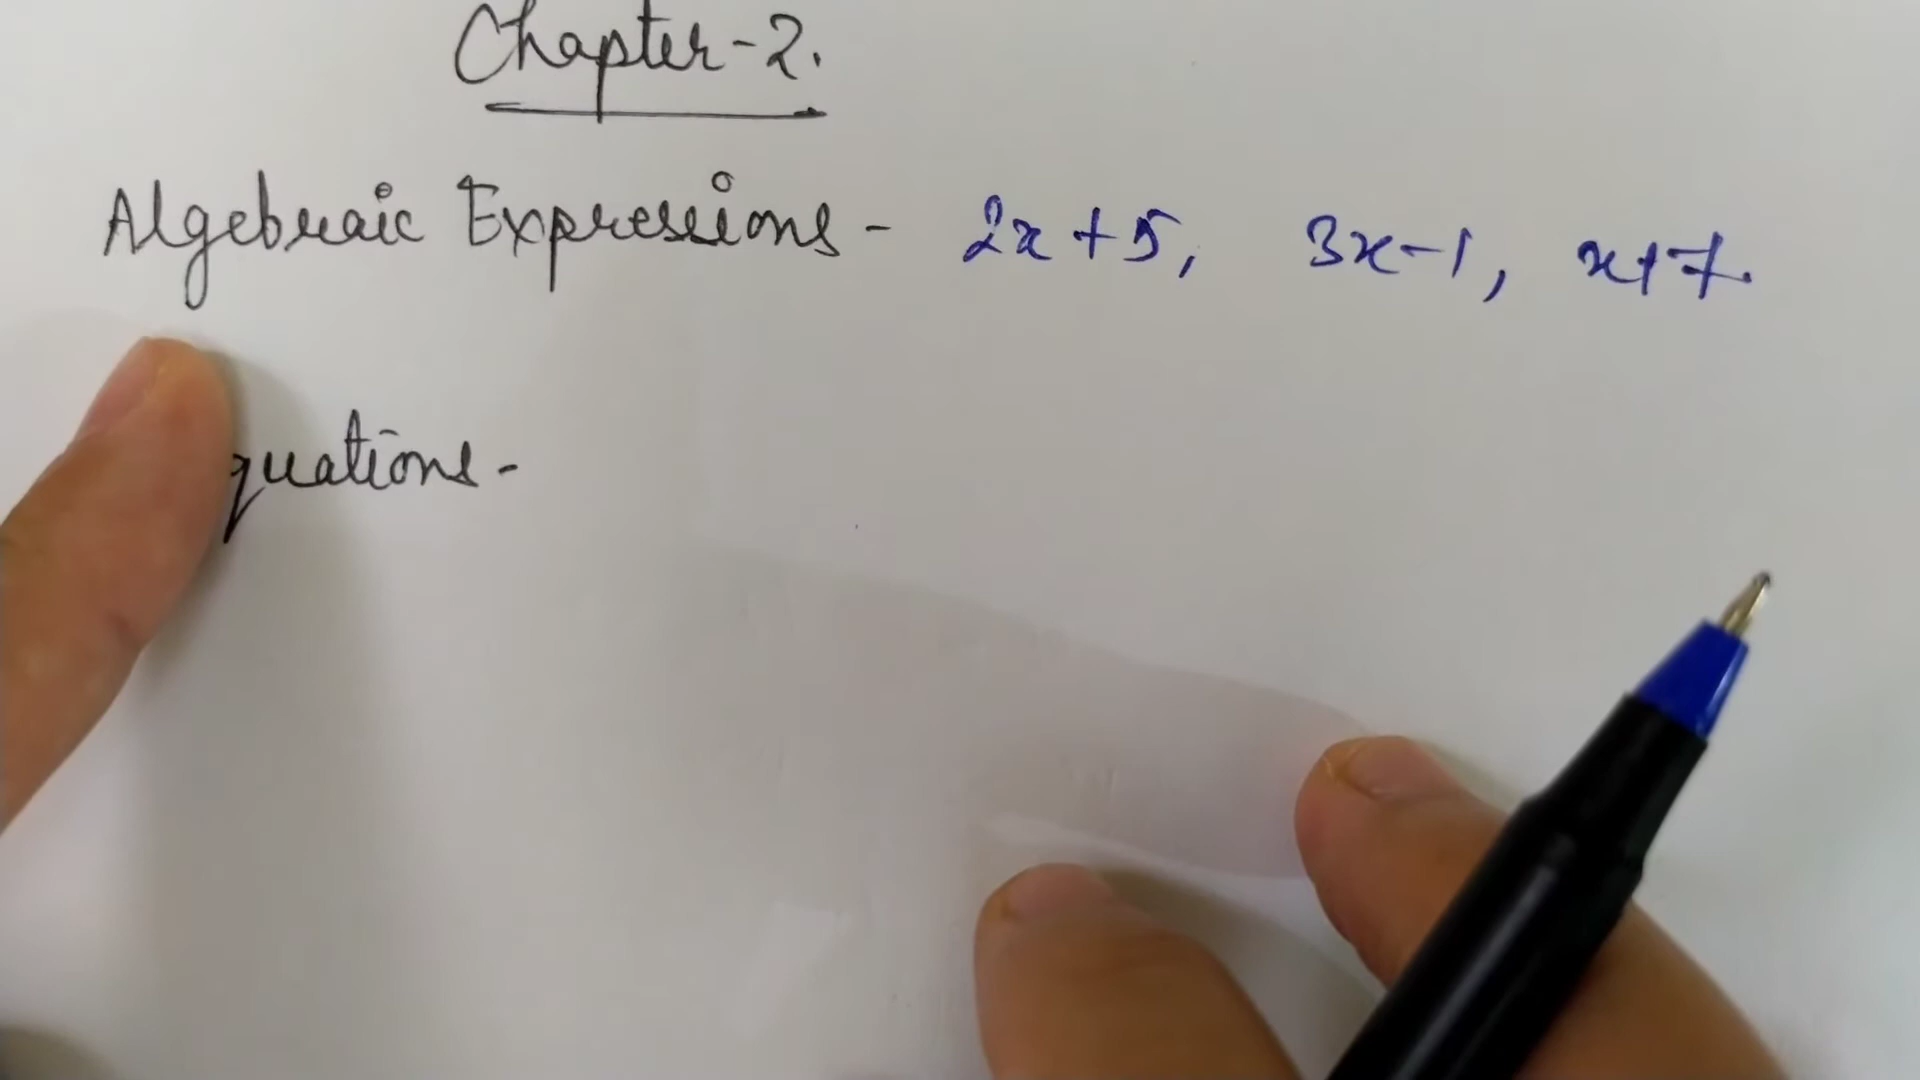 Chapter-2.
Algebraic Expressions - 2x+5, 3x-1, x+7.
quations -